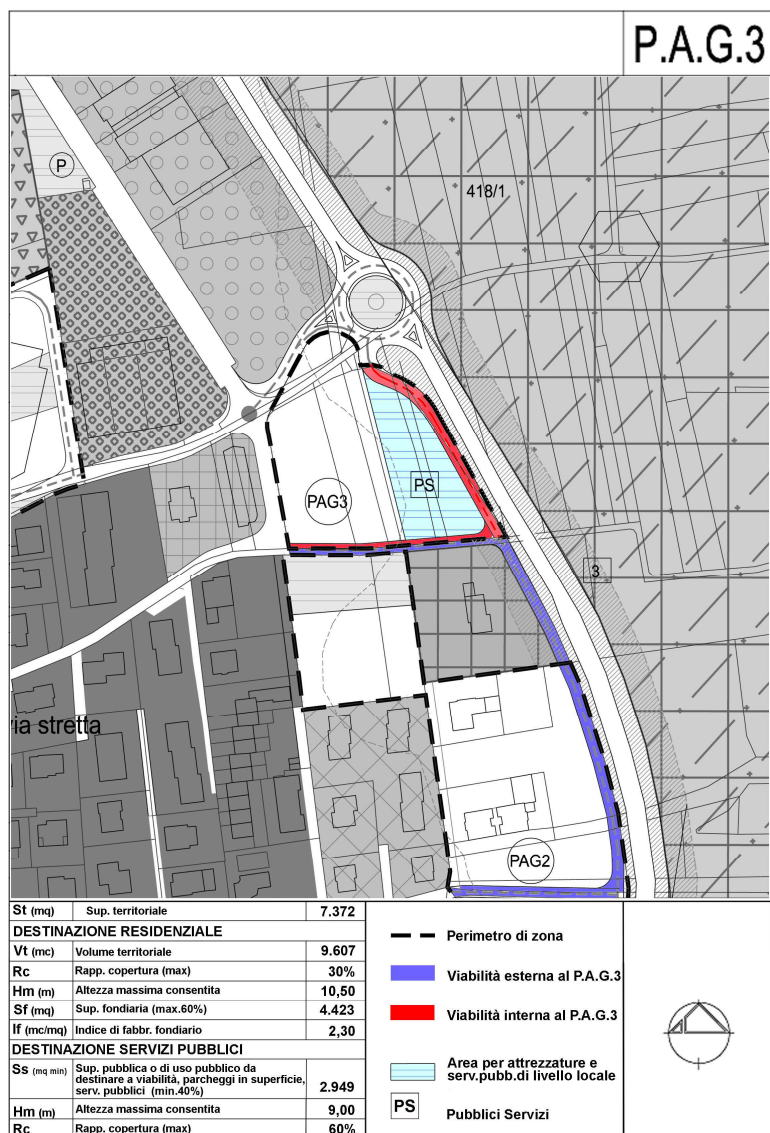 P.A.G.3
P
418/1
PS
PAG3
3
via stretta
PAG2
St (mq) Sup. territoriale 7.372
DESTINAZIONE RESIDENZIALE
Vt (mc) Volume territoriale 9.607
Rc Rapp. copertura (max) 30%
Hm (m) Altezza massima consentita 10,50
Sf (mq) Sup. fondiaria (max.60%) 4.423
If (mc/mq) Indice di fabbr. fondiario 2,30
DESTINAZIONE SERVIZI PUBBLICI
Ss (mq min) Sup. pubblica o di uso pubblico da
destinare a viabilità, parcheggi in superficie,
serv. pubblici (min.40%) 2.949
Hm (m) Altezza massima consentita 9,00
Rc Rapp. copertura (max) 60%
Perimetro di zona
Viabilità esterna al P.A.G.3
Viabilità interna al P.A.G.3
Area per attrezzature e
serv.pubb.di livello locale
PS Pubblici Servizi